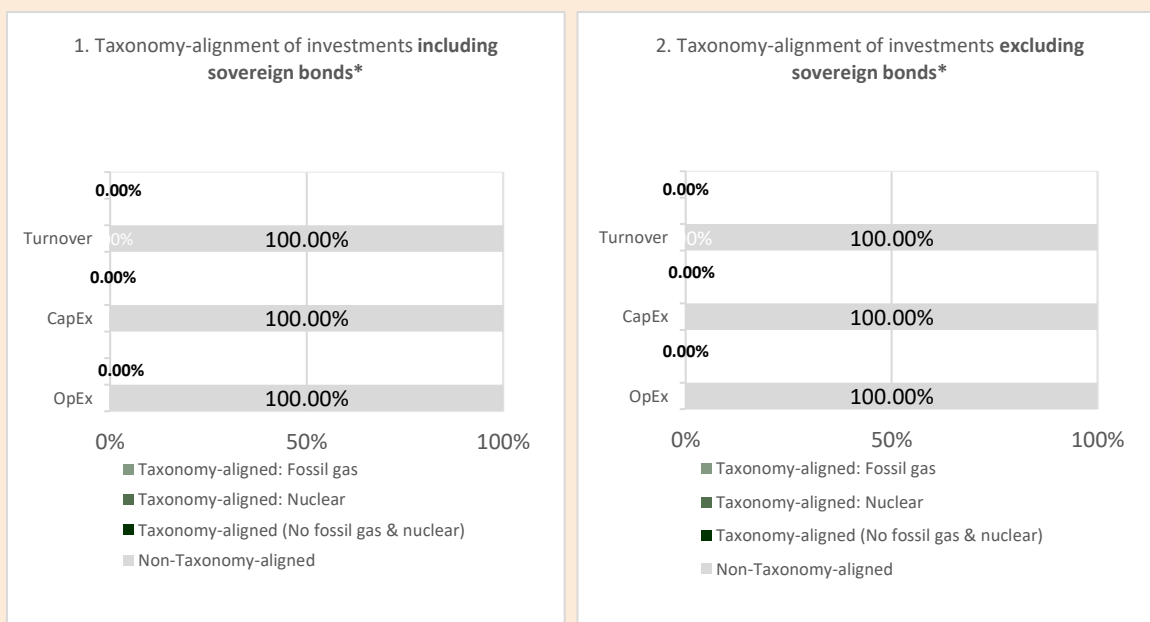 1. Taxonomy-alignment of investments including
sovereign bonds*
0.00%
Turnover 100.00%
0.00%
CapEx 100.00%
0.00%
OpEx 100.00%
0% 50% 100%
Taxonomy-aligned: Fossil gas
Taxonomy-aligned: Nuclear
Taxonomy-aligned (No fossil gas & nuclear)
Non-Taxonomy-aligned
2. Taxonomy-alignment of investments excluding
sovereign bonds*
0.00%
Turnover 100.00%
0.00%
CapEx 100.00%
0.00%
OpEx 100.00%
0% 50% 100%
Taxonomy-aligned: Fossil gas
Taxonomy-aligned: Nuclear
Taxonomy-aligned (No fossil gas & nuclear)
Non-Taxonomy-aligned